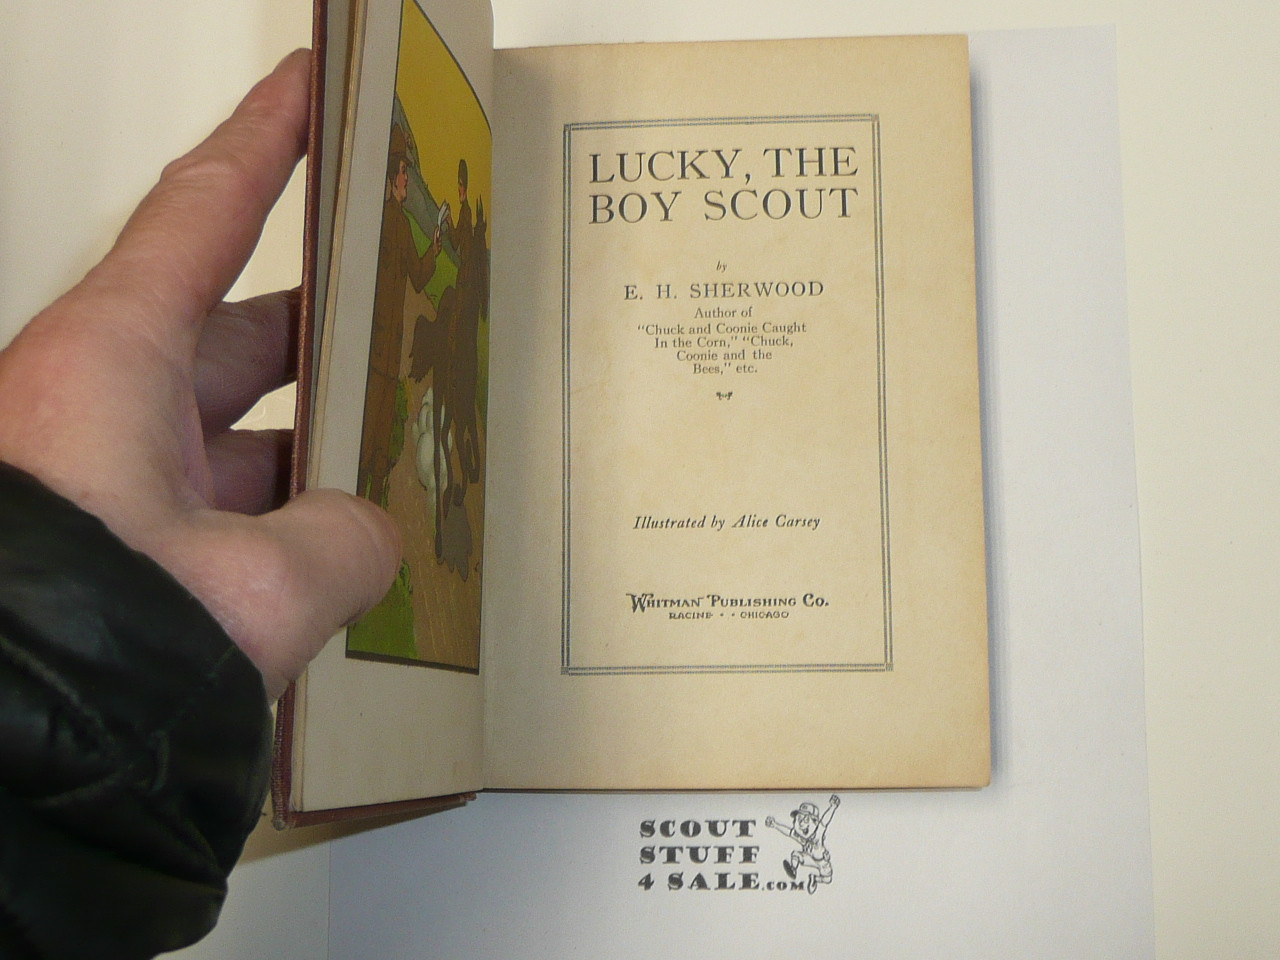 LUCKY, THE
BOY SCOUT
by
E. H. SHERWOOD
Author of
"Chuck and Coonie Caught
In the Corn," "Chuck,
Coonie and the
Bees," etc.
Illustrated by Alice Carsey
WHITMAN PUBLISHING CO.
RACINE · · CHICAGO
SCOUT
STUFF
4 SALE.COM